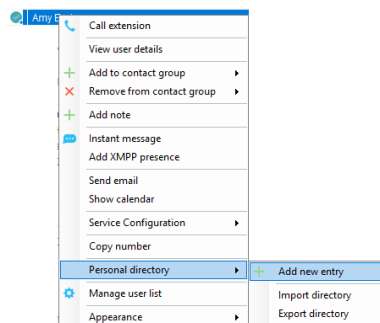 Amy
Call extension
View user details
Add to contact group
Remove from contact group
Add note
Instant message
Add XMPP presence
Send email
Show calendar
Service Configuration
Copy number
Personal directory
Add new entry
Manage user list
Import directory
Appearance
Export directory